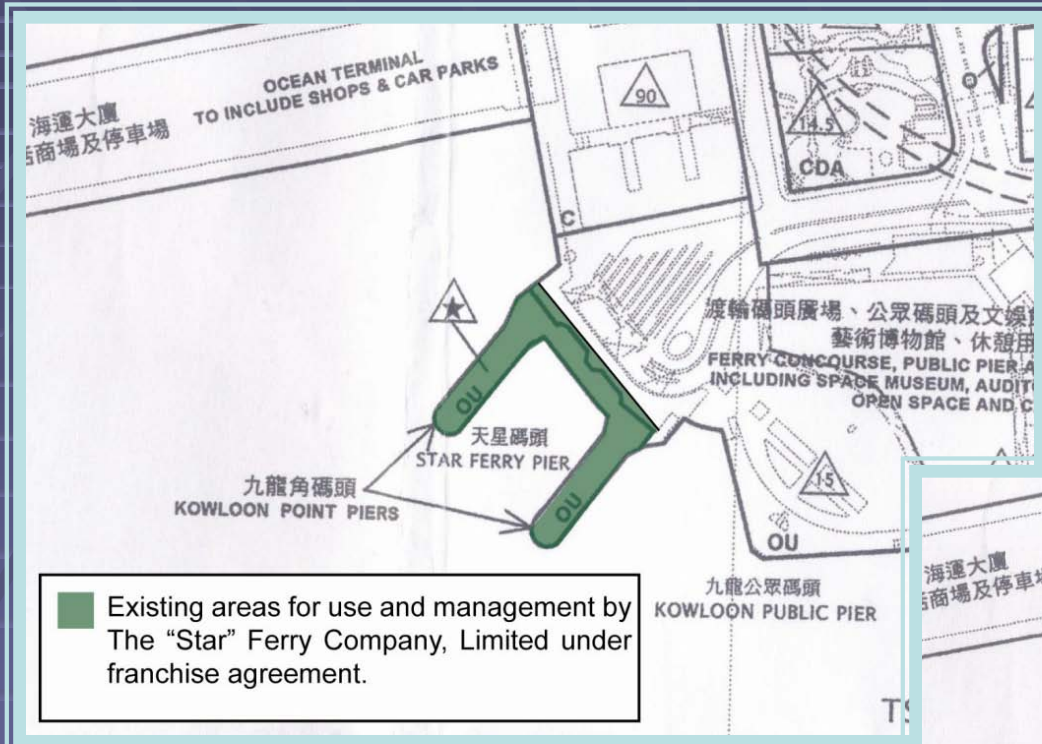 OCEAN TERMINAL
TO INCLUDE SHOPS & CAR PARKS
海運大廈
商場及停車場
90
14.5
CDA
C
渡輪碼頭廣場、公眾碼頭及文娛
藝術博物館、休憩用
FERRY CONCOURSE, PUBLIC PIER A
INCLUDING SPACE MUSEUM, AUDIT
OPEN SPACE AND C
OU
天星碼頭
STAR FERRY PIER
九龍角碼頭
KOWLOON POINT PIERS
OU
15
OU
九龍公眾碼頭
KOWLOON PUBLIC PIER
Existing areas for use and management by
The “Star” Ferry Company, Limited under
franchise agreement.
海運大廈
商場及停車場